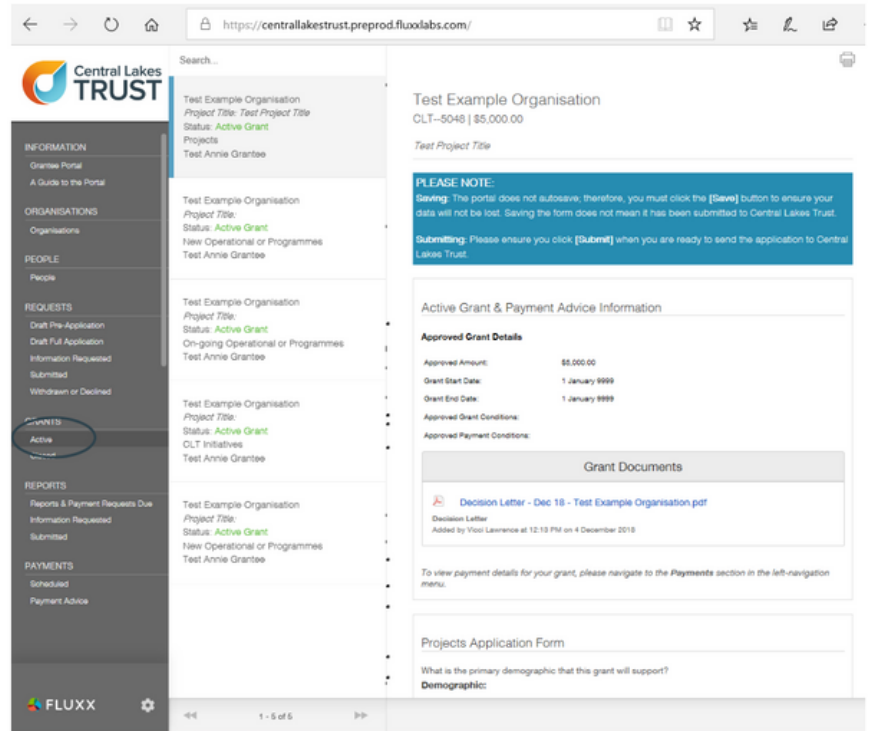 https://centrallakestrust.preprod.fluxxlabs.com/
Central Lakes
TRUST
INFORMATION
Grantee Portal
A Guide to the Portal
ORGANISATIONS
Organisations
PEOPLE
People
REQUESTS
Draft Pre-Application
Draft Full Application
Information Requested
Submitted
Withdrawn or Declined
GRANTS
Active
Closed
REPORTS
Reports & Payment Requests Due
Information Requested
Submitted
PAYMENTS
Scheduled
Payment Advice
FLUXX
Search...
Test Example Organisation
Project Title: Test Project Title
Status: Active Grant
Projects
Test Annie Grantee
Test Example Organisation
Project Title:
Status: Active Grant
New Operational or Programmes
Test Annie Grantee
Test Example Organisation
Project Title:
Status: Active Grant
On-going Operational or Programmes
Test Annie Grantee
Test Example Organisation
Project Title:
Status: Active Grant
CLT Initiatives
Test Annie Grantee
Test Example Organisation
Project Title:
Status: Active Grant
New Operational or Programmes
Test Annie Grantee
1 - 5 of 5
Test Example Organisation
CLT--5048 | $5,000.00
Test Project Title
PLEASE NOTE:
Saving: The portal does not autosave; therefore, you must click the [Save] button to ensure your
data will not be lost. Saving the form does not mean it has been submitted to Central Lakes Trust.
Submitting: Please ensure you click [Submit] when you are ready to send the application to Central
Lakes Trust.
Active Grant & Payment Advice Information
Approved Grant Details
Approved Amount: $5,000.00
Grant Start Date: 1 January 9999
Grant End Date: 1 January 9999
Approved Grant Conditions:
Approved Payment Conditions:
Grant Documents
Decision Letter - Dec 18 - Test Example Organisation.pdf
Decision Letter
Added by Vicci Lawrence at 12:13 PM on 4 December 2018
To view payment details for your grant, please navigate to the Payments section in the left-navigation
menu.
Projects Application Form
What is the primary demographic that this grant will support?
Demographic: